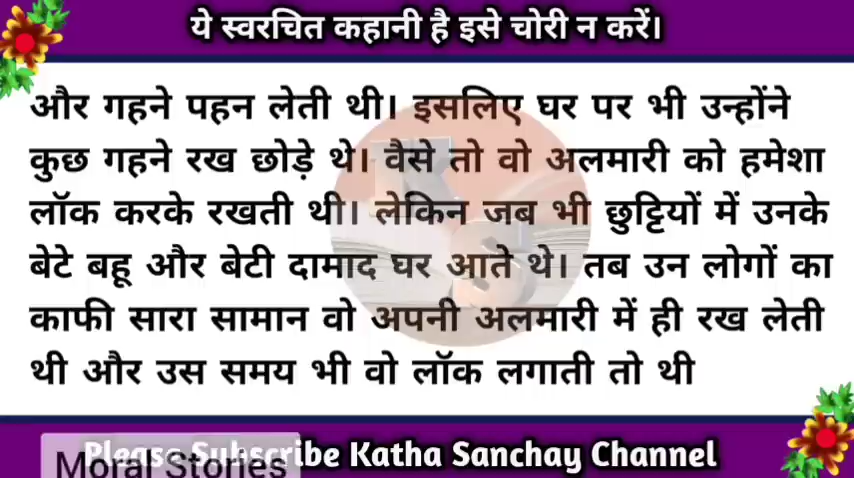 ये स्वरचित कहानी है इसे चोरी न करें।
और गहने पहन लेती थी। इसलिए घर पर भी उन्होंने
कुछ गहने रख छोड़े थे। वैसे तो वो अलमारी को हमेशा
लॉक करके रखती थी। लेकिन जब भी छुट्टियों में उनके
बेटे बहू और बेटी दामाद घर आते थे। तब उन लोगों का
काफी सारा सामान वो अपनी अलमारी में ही रख लेती
थी और उस समय भी वो लॉक लगाती तो थी
Please Subscribe Katha Sanchay Channel
Moral Stories